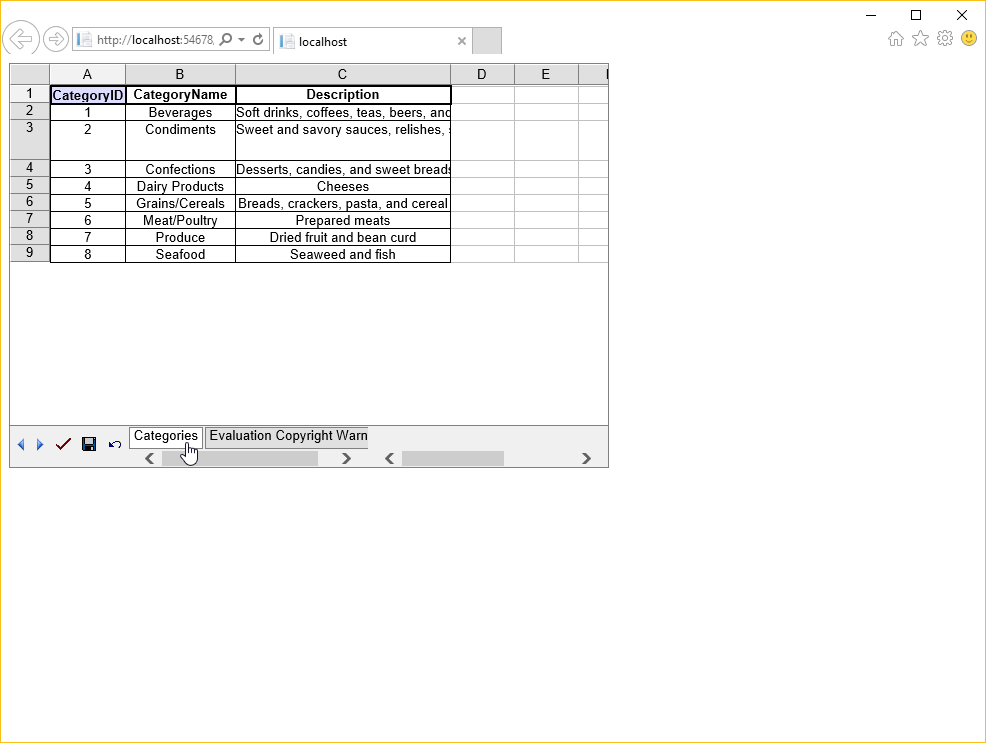 http://localhost:54678, localhost
A B C D E
1 CategoryID CategoryName Description
2 1 Beverages Soft drinks, coffees, teas, beers, and
3 2 Condiments Sweet and savory sauces, relishes,
4 3 Confections Desserts, candies, and sweet breads
5 4 Dairy Products Cheeses
6 5 Grains/Cereals Breads, crackers, pasta, and cereal
7 6 Meat/Poultry Prepared meats
8 7 Produce Dried fruit and bean curd
9 8 Seafood Seaweed and fish
Categories Evaluation Copyright Warn